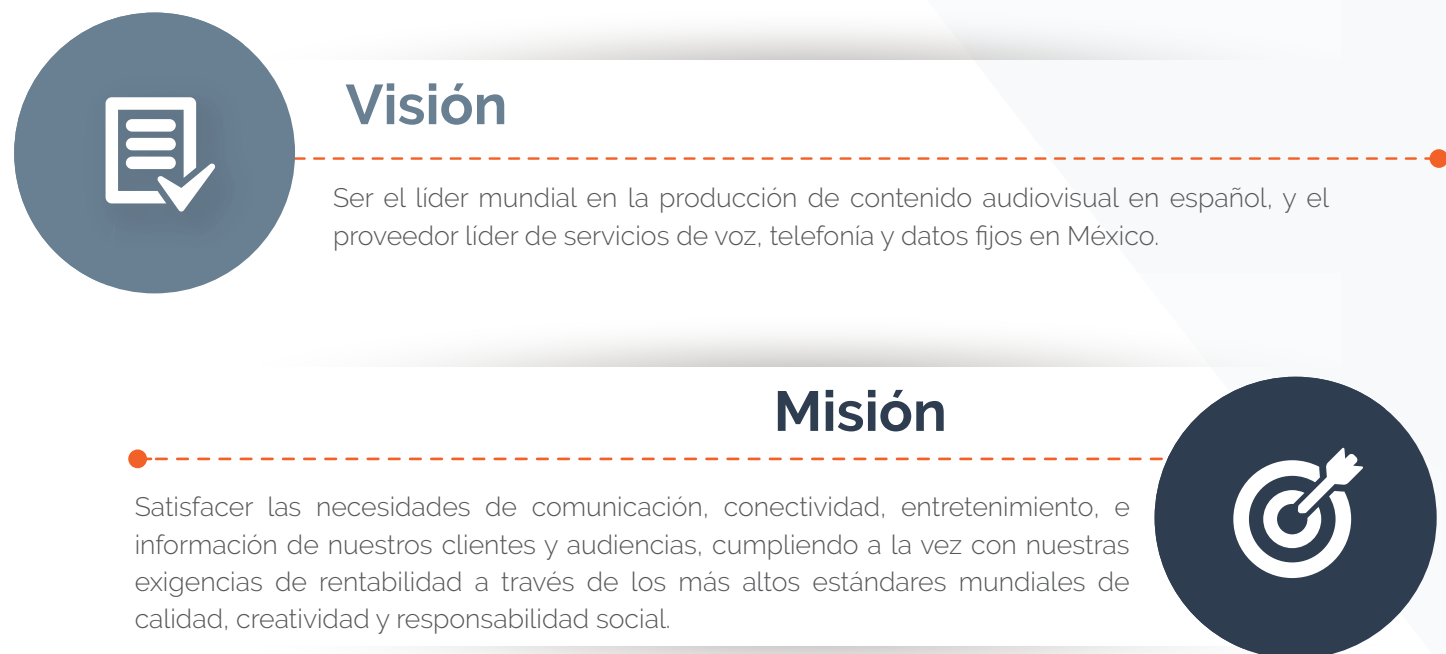 Visión
Ser el líder mundial en la producción de contenido audiovisual en español, y el
proveedor líder de servicios de voz, telefonía y datos fijos en México.
Misión
Satisfacer las necesidades de comunicación, conectividad, entretenimiento, e
información de nuestros clientes y audiencias, cumpliendo a la vez con nuestras
exigencias de rentabilidad a través de los más altos estándares mundiales de
calidad, creatividad y responsabilidad social.